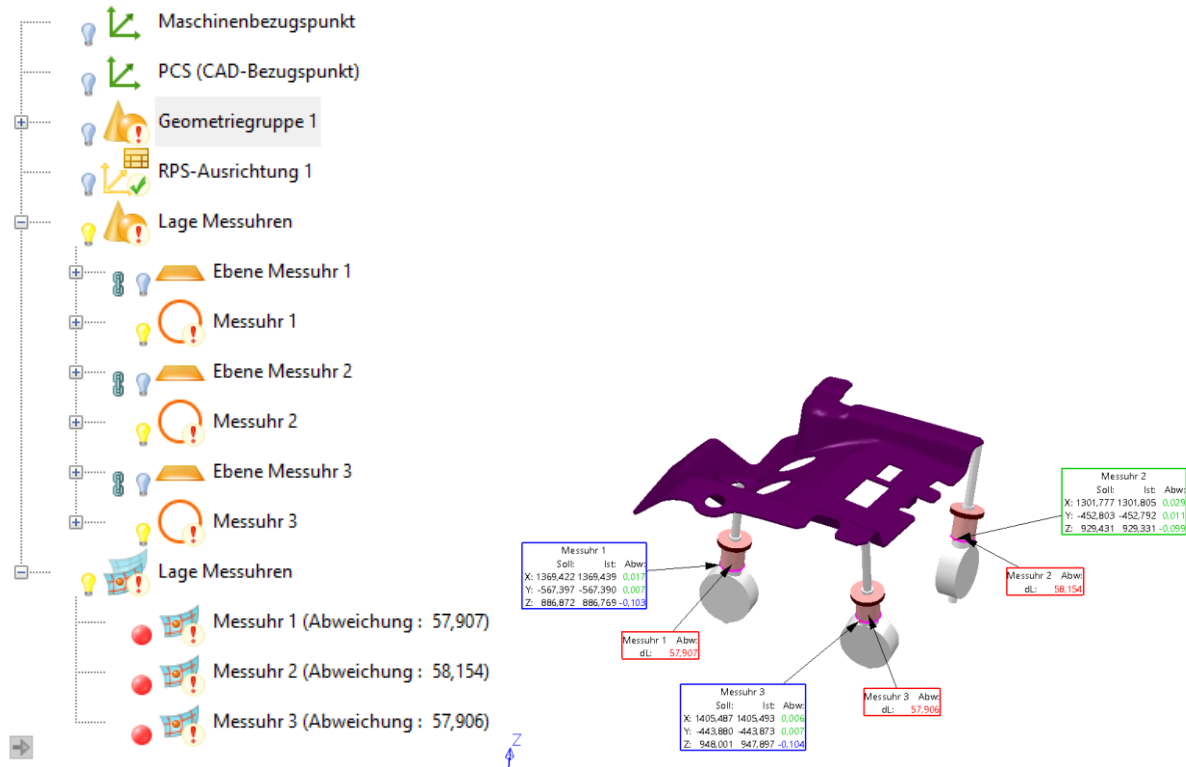 Maschinenbezugspunkt
PCS (CAD-Bezugspunkt)
Geometriegruppe 1
RPS-Ausrichtung 1
Lage Messuhren
Ebene Messuhr 1
Messuhr 1
Ebene Messuhr 2
Messuhr 2
Ebene Messuhr 3
Messuhr 3
Lage Messuhren
Messuhr 1 (Abweichung : 57,907)
Messuhr 2 (Abweichung : 58,154)
Messuhr 3 (Abweichung : 57,906)
Messuhr 2
Soll: Ist: Abw:
X: 1301,777 1301,805 0,029
Y: -452,803 -452,792 0,011
Z: 929,431 929,331 -0,099
Messuhr 1
Soll: Ist: Abw:
X: 1369,422 1369,439 0,017
Y: -567,397 -567,390 0,007
Z: 886,872 886,769 -0,103
Messuhr 2 Abw:
dL: 58,154
Messuhr 1 Abw:
dL: 57,907
Messuhr 3
Soll: Ist: Abw:
X: 1405,487 1405,493 0,006
Y: -443,880 -443,873 0,007
Z: 948,001 947,897 -0,104
Messuhr 3 Abw:
dL: 57,906
Z